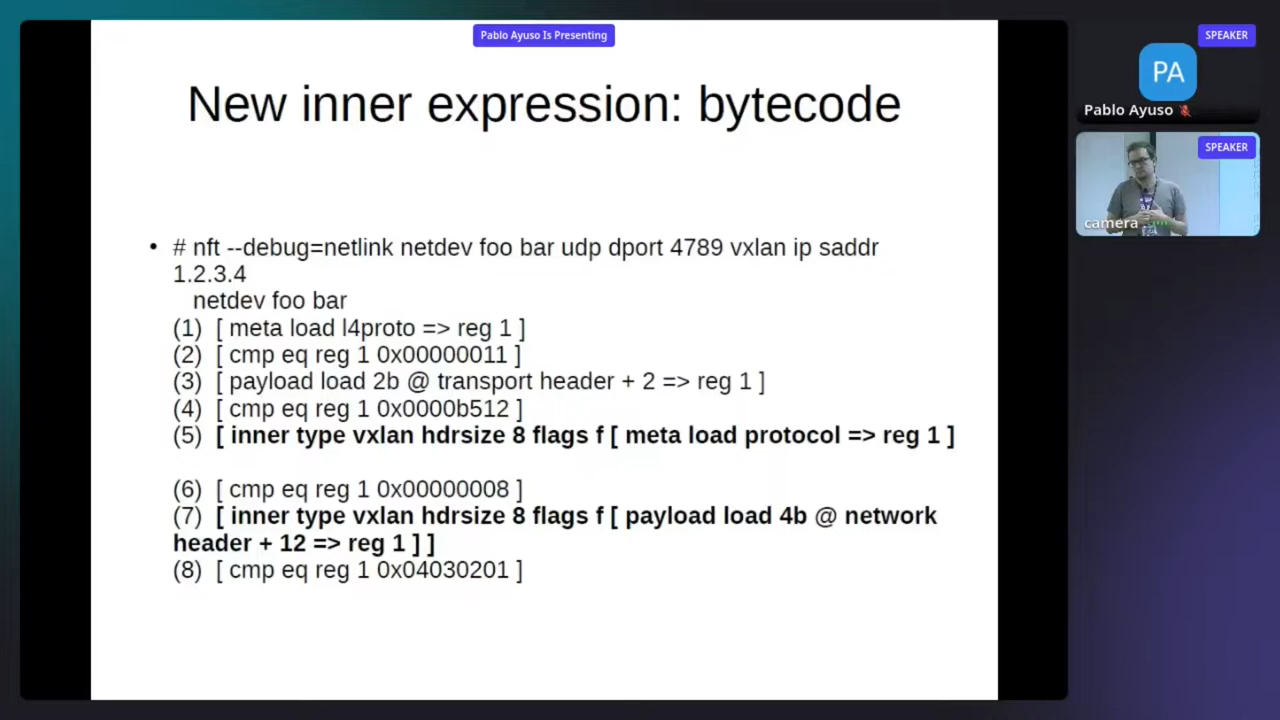 Pablo Ayuso Is Presenting
New inner expression: bytecode
• # nft --debug=netlink netdev foo bar udp dport 4789 vxlan ip saddr
1.2.3.4
netdev foo bar
(1) [ meta load l4proto => reg 1 ]
(2) [ cmp eq reg 1 0x00000011 ]
(3) [ payload load 2b @ transport header + 2 => reg 1 ]
(4) [ cmp eq reg 1 0x0000b512 ]
(5) [ inner type vxlan hdrsize 8 flags f [ meta load protocol => reg 1 ]
(6) [ cmp eq reg 1 0x00000008 ]
(7) [ inner type vxlan hdrsize 8 flags f [ payload load 4b @ network
header + 12 => reg 1 ] ]
(8) [ cmp eq reg 1 0x04030201 ]
SPEAKER
PA
Pablo Ayuso
SPEAKER
camera